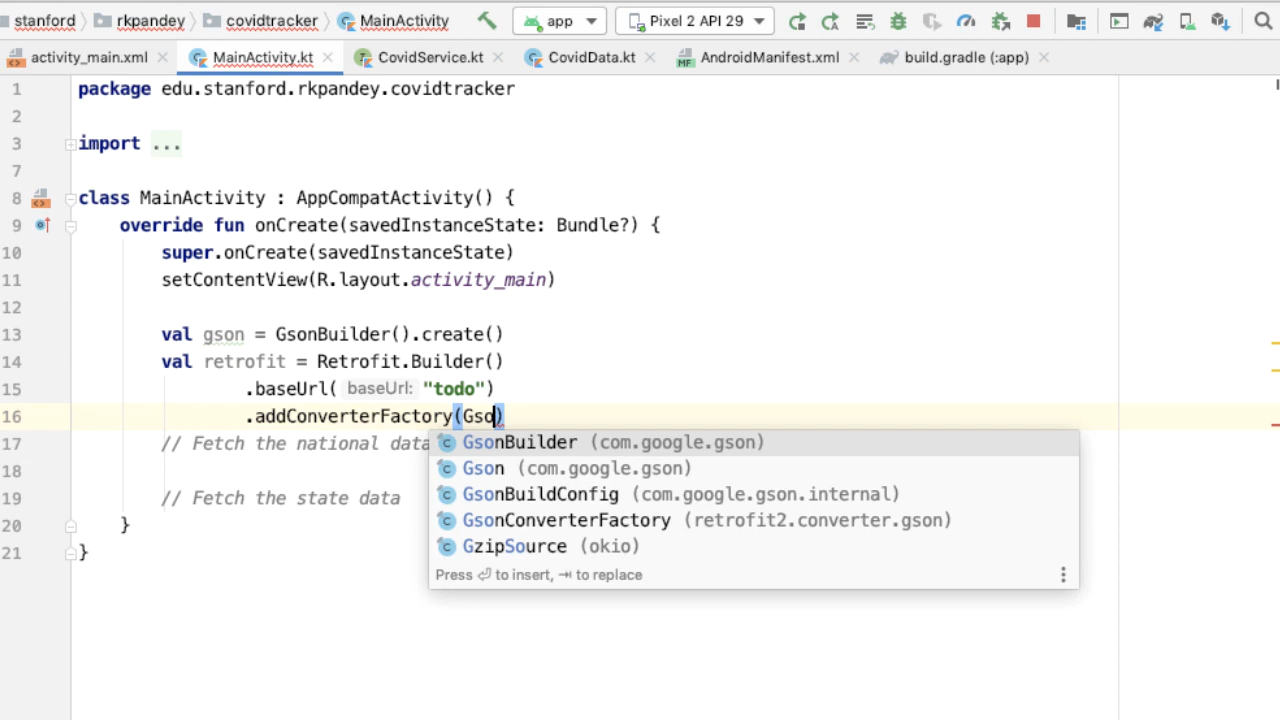 stanford rkpandey covidtracker MainActivity app Pixel 2 API 29
activity_main.xml MainActivity.kt CovidService.kt CovidData.kt AndroidManifest.xml build.gradle (:app)
1 package edu.stanford.rkpandey.covidtracker
2
3 import ...
7
8 class MainActivity : AppCompatActivity() {
9 override fun onCreate(savedInstanceState: Bundle?) {
10 super.onCreate(savedInstanceState)
11 setContentView(R.layout.activity_main)
12
13 val gson = GsonBuilder().create()
14 val retrofit = Retrofit.Builder()
15 .baseUrl( baseUrl: "todo")
16 .addConverterFactory(Gso)
17 // Fetch the national data
GsonBuilder (com.google.gson)
18
Gson (com.google.gson)
19 // Fetch the state data
GsonBuildConfig (com.google.gson.internal)
20 }
GsonConverterFactory (retrofit2.converter.gson)
21 }
GzipSource (okio)
Press ⏎ to insert, ⇥ to replace